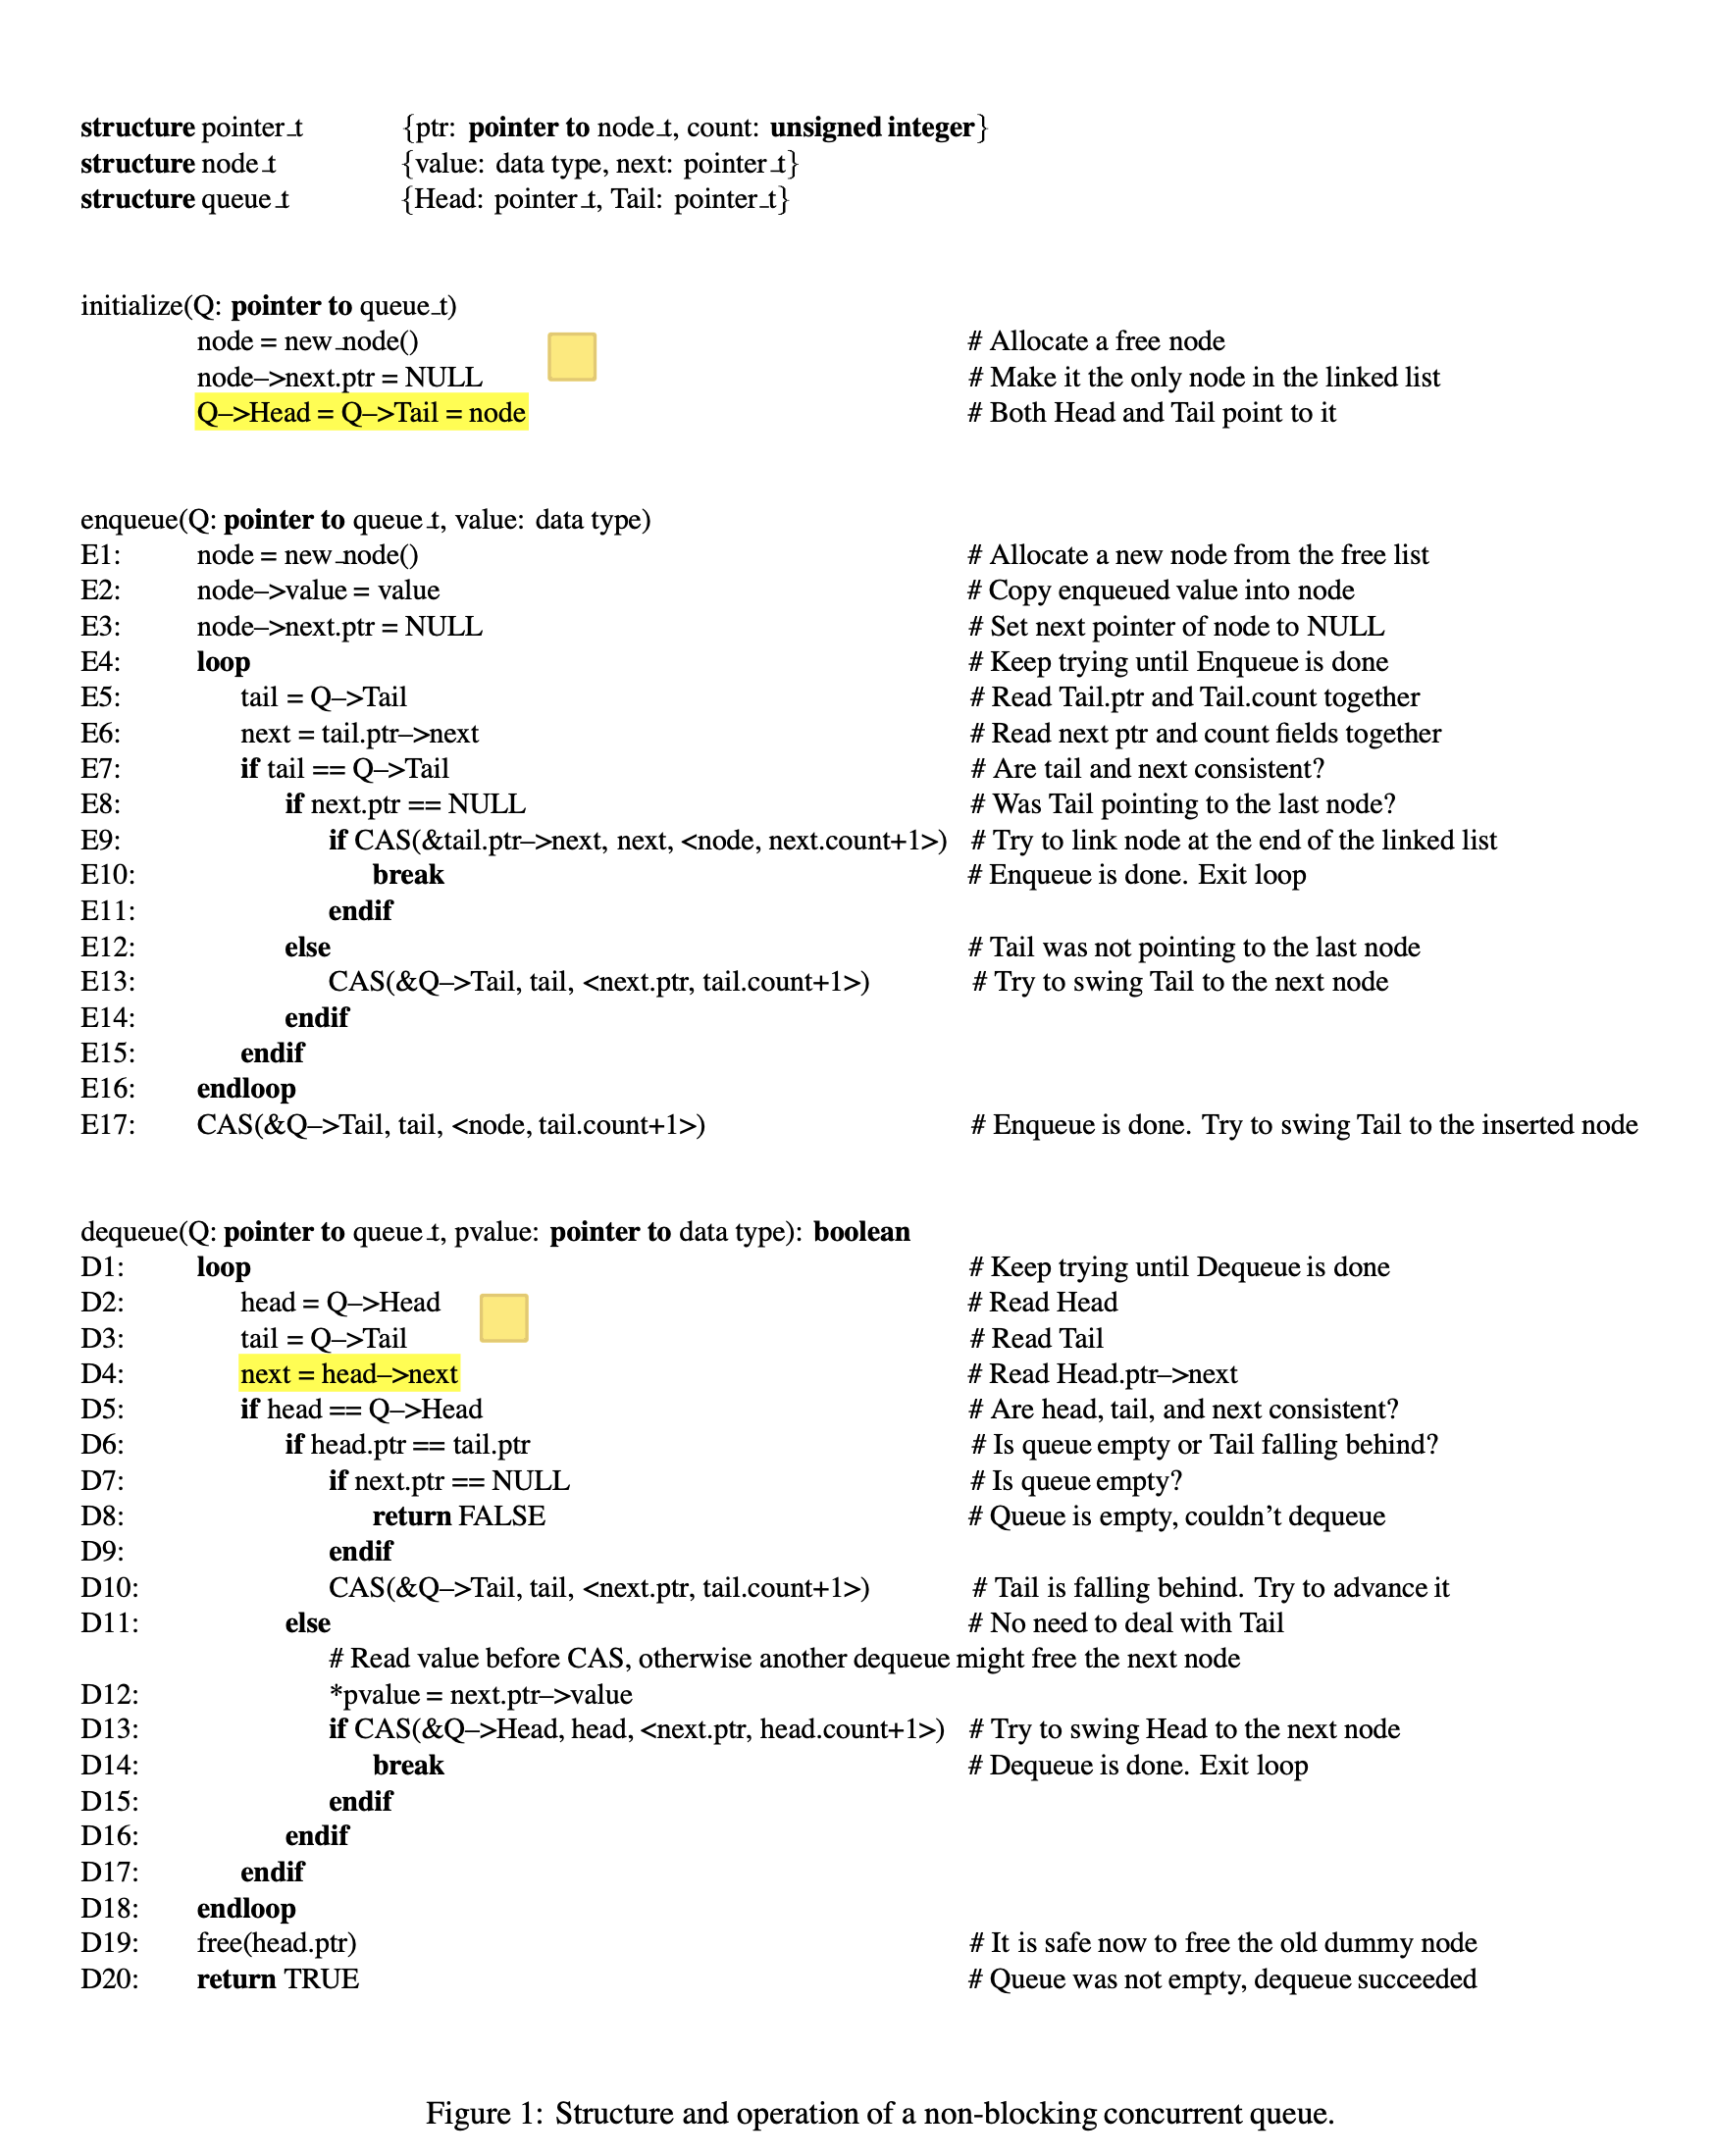 structure pointer_t {ptr: pointer to node_t, count: unsigned integer}
structure node_t {value: data type, next: pointer_t}
structure queue_t {Head: pointer_t, Tail: pointer_t}
initialize(Q: pointer to queue_t)
node = new_node() # Allocate a free node
node–>next.ptr = NULL # Make it the only node in the linked list
Q–>Head = Q–>Tail = node # Both Head and Tail point to it
enqueue(Q: pointer to queue_t, value: data type)
E1: node = new_node() # Allocate a new node from the free list
E2: node–>value = value # Copy enqueued value into node
E3: node–>next.ptr = NULL # Set next pointer of node to NULL
E4: loop # Keep trying until Enqueue is done
E5: tail = Q–>Tail # Read Tail.ptr and Tail.count together
E6: next = tail.ptr–>next # Read next ptr and count fields together
E7: if tail == Q–>Tail # Are tail and next consistent?
E8: if next.ptr == NULL # Was Tail pointing to the last node?
E9: if CAS(&tail.ptr–>next, next, <node, next.count+1>) # Try to link node at the end of the linked list
E10: break # Enqueue is done. Exit loop
E11: endif
E12: else # Tail was not pointing to the last node
E13: CAS(&Q–>Tail, tail, <next.ptr, tail.count+1>) # Try to swing Tail to the next node
E14: endif
E15: endif
E16: endloop
E17: CAS(&Q–>Tail, tail, <node, tail.count+1>) # Enqueue is done. Try to swing Tail to the inserted node
dequeue(Q: pointer to queue_t, pvalue: pointer to data type): boolean
D1: loop # Keep trying until Dequeue is done
D2: head = Q–>Head # Read Head
D3: tail = Q–>Tail # Read Tail
D4: next = head–>next # Read Head.ptr–>next
D5: if head == Q–>Head # Are head, tail, and next consistent?
D6: if head.ptr == tail.ptr # Is queue empty or Tail falling behind?
D7: if next.ptr == NULL # Is queue empty?
D8: return FALSE # Queue is empty, couldn't dequeue
D9: endif
D10: CAS(&Q–>Tail, tail, <next.ptr, tail.count+1>) # Tail is falling behind. Try to advance it
D11: else # No need to deal with Tail
# Read value before CAS, otherwise another dequeue might free the next node
D12: *pvalue = next.ptr–>value
D13: if CAS(&Q–>Head, head, <next.ptr, head.count+1>) # Try to swing Head to the next node
D14: break # Dequeue is done. Exit loop
D15: endif
D16: endif
D17: endif
D18: endloop
D19: free(head.ptr) # It is safe now to free the old dummy node
D20: return TRUE # Queue was not empty, dequeue succeeded
Figure 1: Structure and operation of a non-blocking concurrent queue.